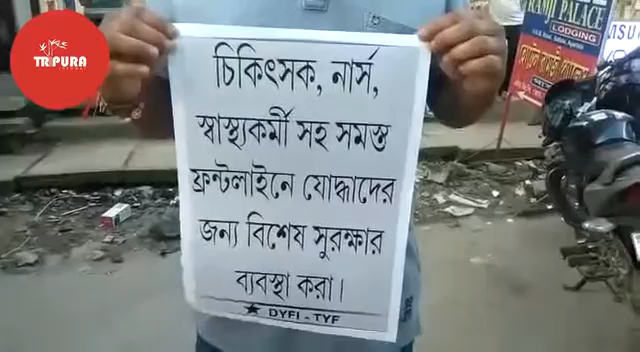 TRIPURA
চিকিৎসক, নার্স,
স্বাস্থ্যকর্মী সহ সমস্ত
ফ্রন্টলাইনে যোদ্ধাদের
জন্য বিশেষ সুরক্ষার
ব্যবস্থা করা।
DYFI - TYF
PALACE
LODGING